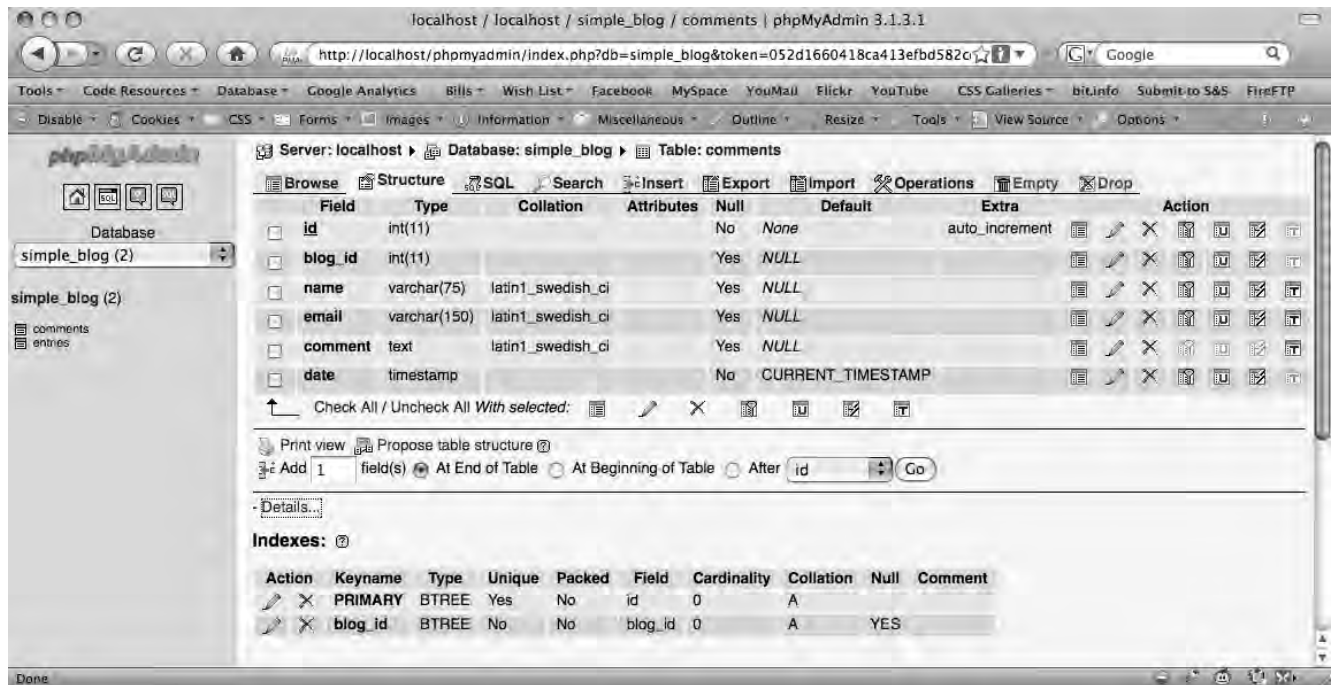 localhost / localhost / simple_blog / comments | phpMyAdmin 3.1.3.1
http://localhost/phpmyadmin/index.php?db=simple_blog&token=052d1660418ca413efbd582c
Google
Tools Code Resources Database Google Analytics Bills Wish List Facebook MySpace YouMail Flickr YouTube CSS Galleries bit.info Submit to S&S FireFTP
Disable Cookies CSS Forms Images Information Miscellaneous Outline Resize Tools View Source Options
phpMyAdmin
Server: localhost Database: simple_blog Table: comments
Browse Structure SQL Search Insert Export Import Operations Empty Drop
SQL
Database
simple_blog (2)
simple_blog (2)
comments
entries
Field Type Collation Attributes Null Default Extra Action
id int(11) No None auto_increment
blog_id int(11) Yes NULL
name varchar(75) latin1_swedish_ci Yes NULL
email varchar(150) latin1_swedish_ci Yes NULL
comment text latin1_swedish_ci Yes NULL
date timestamp No CURRENT_TIMESTAMP
Check All / Uncheck All With selected:
Print view Propose table structure
Add 1 field(s) At End of Table At Beginning of Table After id Go
- Details...
Indexes:
Action Keyname Type Unique Packed Field Cardinality Collation Null Comment
PRIMARY BTREE Yes No id 0 A
blog_id BTREE No No blog_id 0 A YES
Done